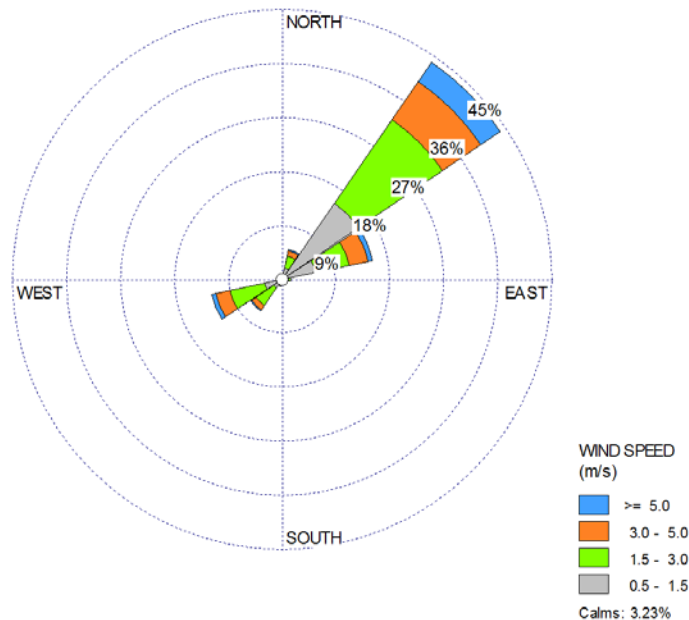 NORTH
45%
36%
27%
18%
9%
WEST
EAST
SOUTH
WIND SPEED
(m/s)
>= 5.0
3.0 - 5.0
1.5 - 3.0
0.5 - 1.5
Calms: 3.23%